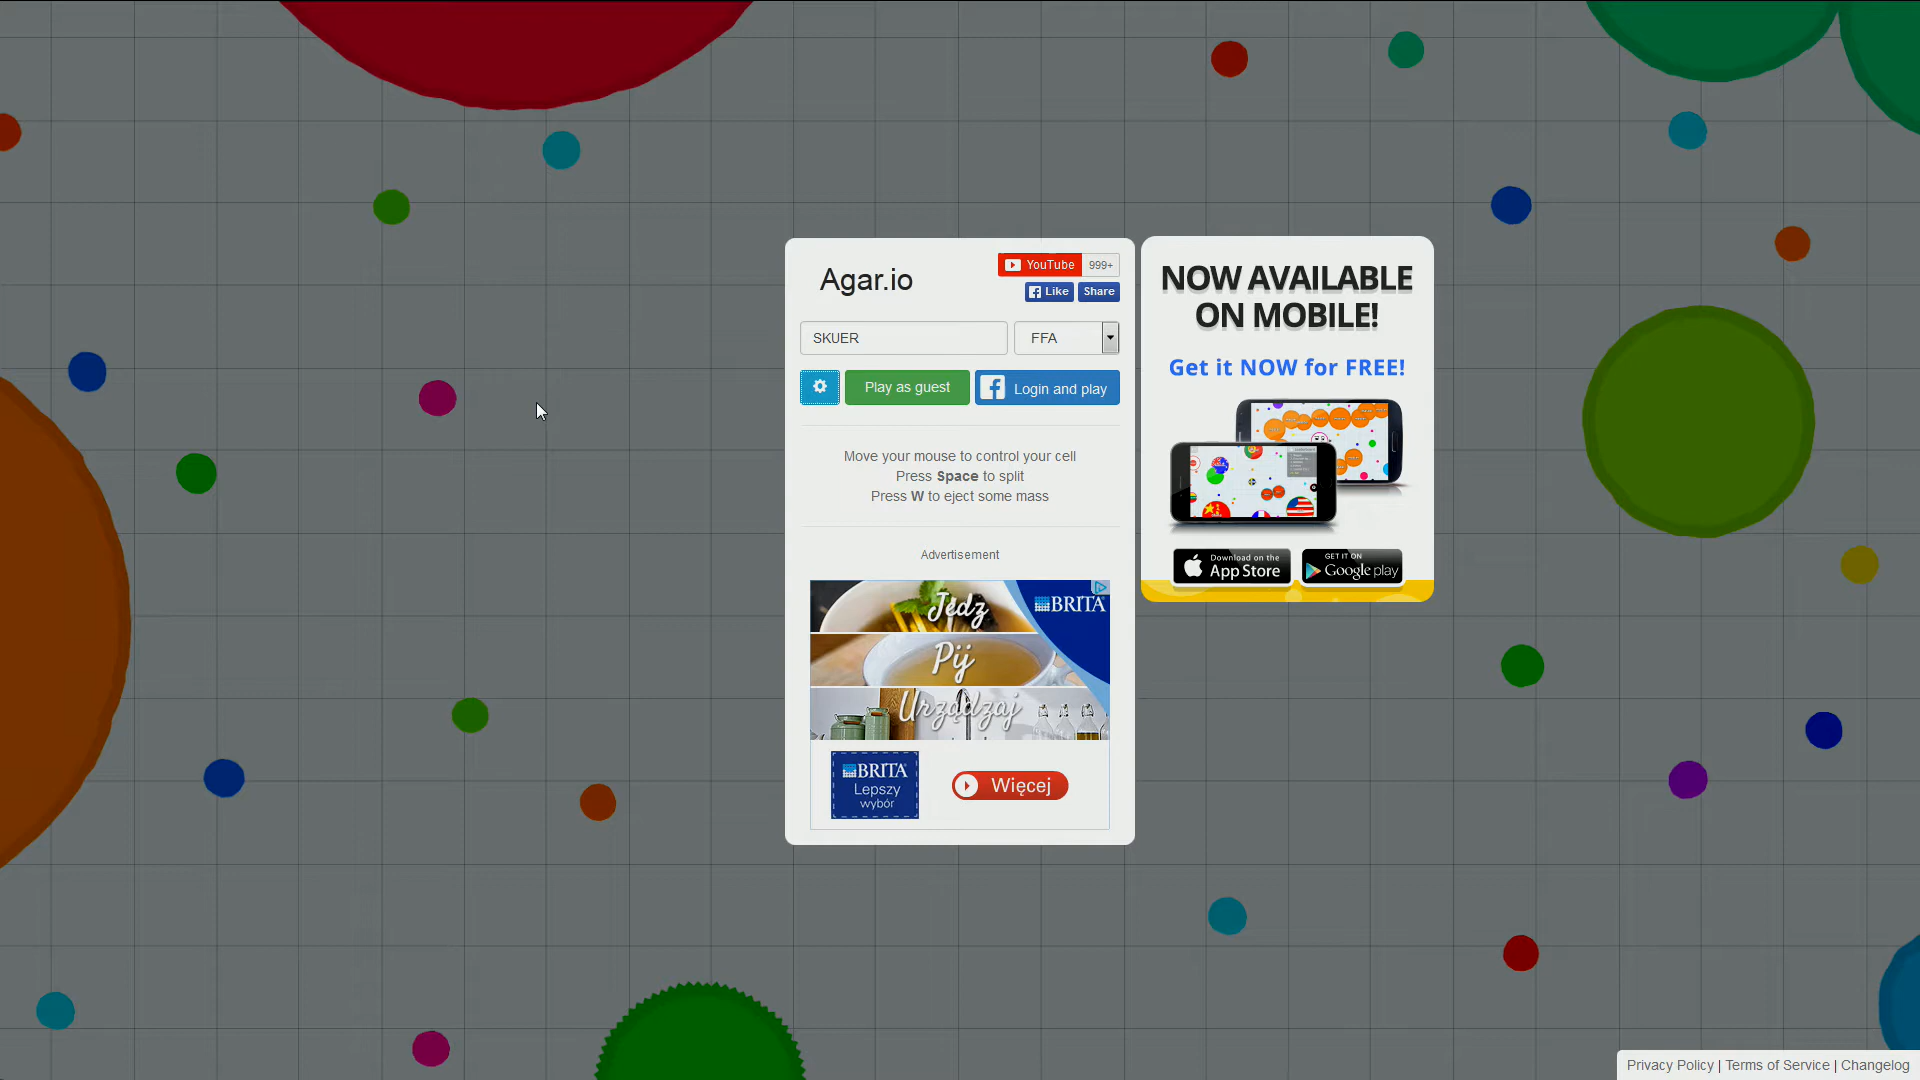 Agar.io
YouTube 999+
Like Share
SKUER FFA
Play as guest Login and play
Move your mouse to control your cell
Press Space to split
Press W to eject some mass
Advertisement
Jedz
BRITA
Pij
Urządzaj
BRITA
Lepszy
wybór
Więcej
NOW AVAILABLE
ON MOBILE!
Get it NOW for FREE!
Download on the
App Store
GET IT ON
Google play
Privacy Policy | Terms of Service | Changelog